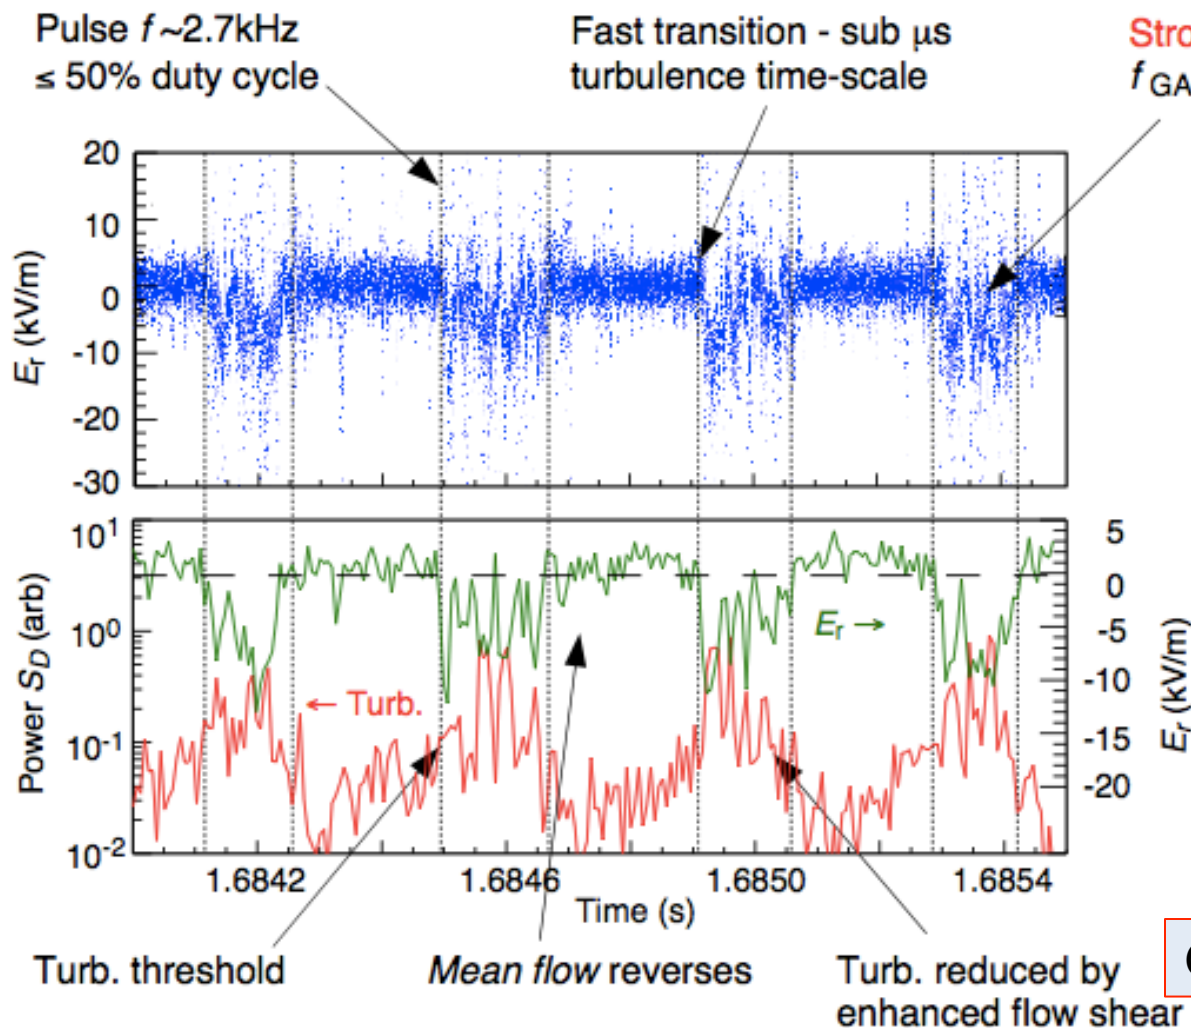 Pulse f ~2.7kHz
≤ 50% duty cycle
Fast transition - sub μs
turbulence time-scale
f GA
20
10
0
-10
-20
-30
E_r (kV/m)
10^1
10^0
10^-1
10^-2
Power S_D (arb)
E_r →
← Turb.
5
0
-5
-10
-15
-20
E_r (kV/m)
1.6842
1.6846
1.6850
1.6854
Time (s)
Turb. threshold
Mean flow reverses
Turb. reduced by
enhanced flow shear